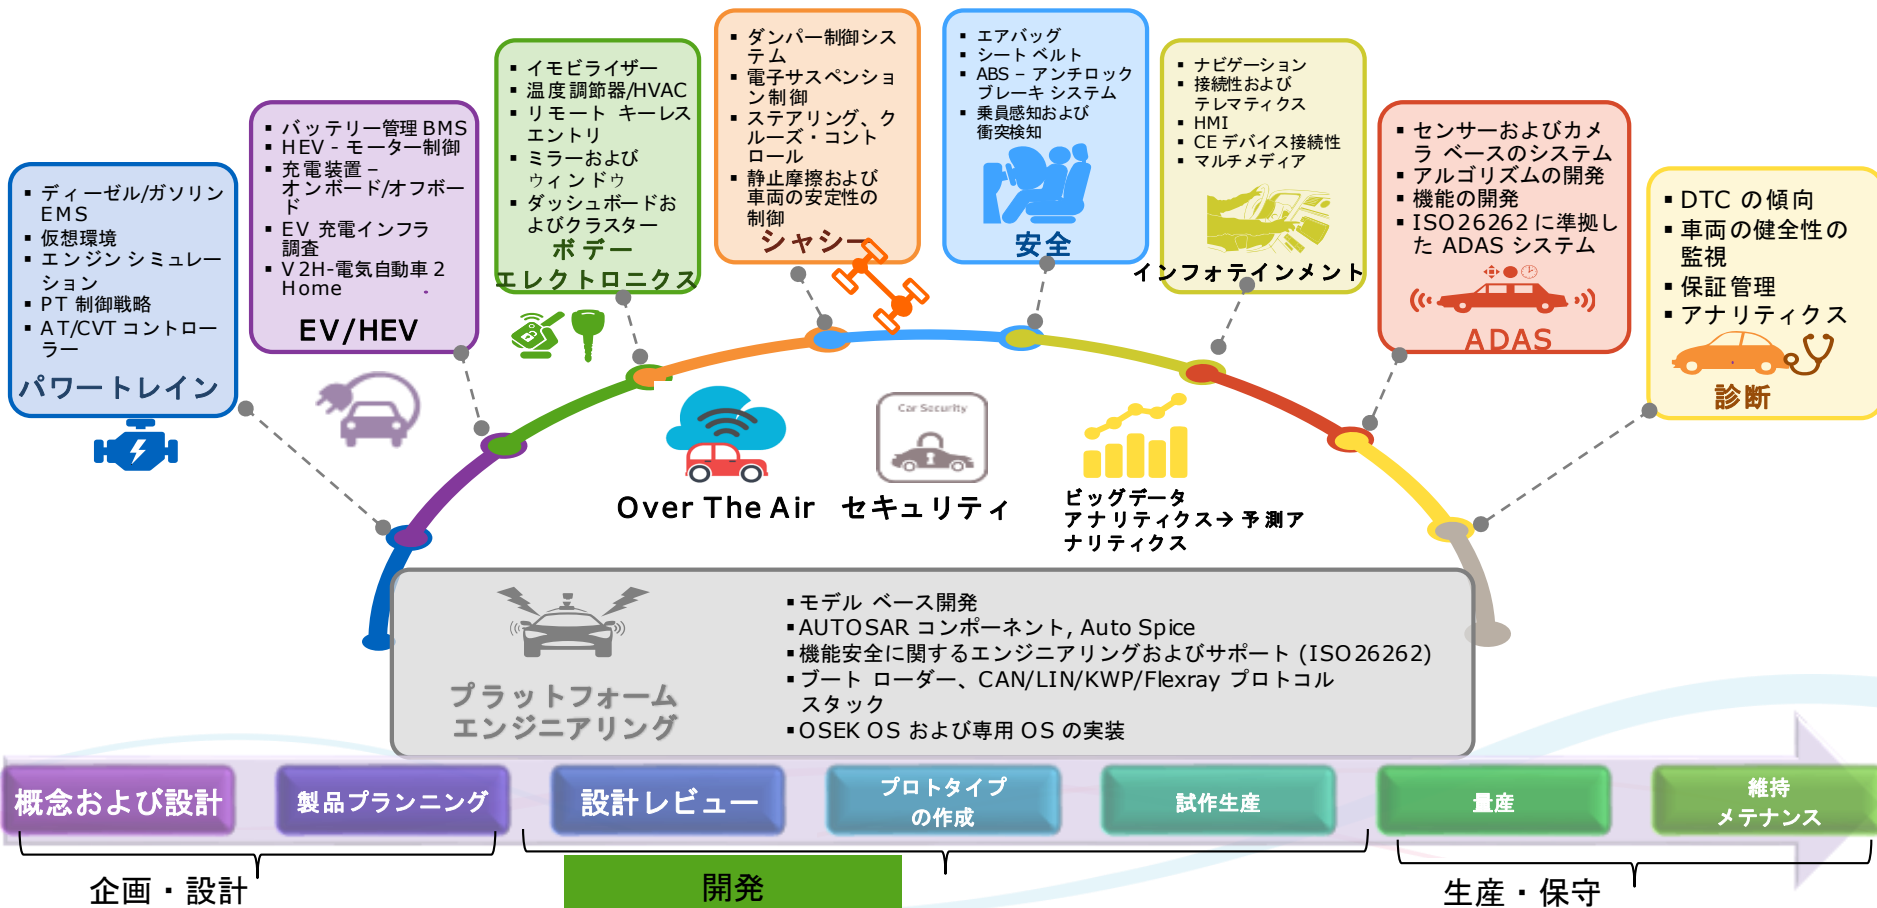 ▪ ディーゼル/ガソリン
EMS
▪ 仮想環境
▪ エンジン シミュレー
ション
▪ PT 制御戦略
▪ AT/CVT コントロー
ラー
パワートレイン
▪ バッテリー管理 BMS
▪ HEV - モーター制御
▪ 充電装置 –
オンボード/オフボー
ド
▪ EV 充電インフラ
調査
▪ V2H-電気自動車 2
Home
EV/HEV
▪ イモビライザー
▪ 温度調節器/HVAC
▪ リモート キーレス
エントリ
▪ ミラーおよび
ウィンドウ
▪ ダッシュボードお
よびクラスター
ボデー
エレクトロニクス
▪ ダンパー制御シス
テム
▪ 電子サスペンショ
ン制御
▪ ステアリング、ク
ルーズ・コント
ロール
▪ 静止摩擦および
車両の安定性の
制御
シャシー
▪ エアバッグ
▪ シート ベルト
▪ ABS – アンチロック
ブレーキ システム
▪ 乗員感知および
衝突検知
安全
▪ ナビゲーション
▪ 接続性および
テレマティクス
▪ HMI
▪ CE デバイス接続性
▪ マルチメディア
インフォテインメント
▪ センサーおよびカメ
ラ ベースのシステム
▪ アルゴリズムの開発
▪ 機能の開発
▪ ISO26262 に準拠し
た ADAS システム
ADAS
▪ DTC の傾向
▪ 車両の健全性の
監視
▪ 保証管理
▪ アナリティクス
診断
Over The Air
Car Security
セキュリティ
ビッグデータ
アナリティクス→ 予測ア
ナリティクス
プラットフォーム
エンジニアリング
▪ モデル ベース開発
▪ AUTOSAR コンポーネント, Auto Spice
▪ 機能安全に関するエンジニアリングおよびサポート (ISO26262)
▪ ブート ローダー、CAN/LIN/KWP/Flexray プロトコル
スタック
▪ OSEK OS および専用 OS の実装
概念および設計
製品プランニング
設計レビュー
プロトタイプ
の作成
試作生産
量産
維持
メテナンス
企画・設計
開発
生産・保守